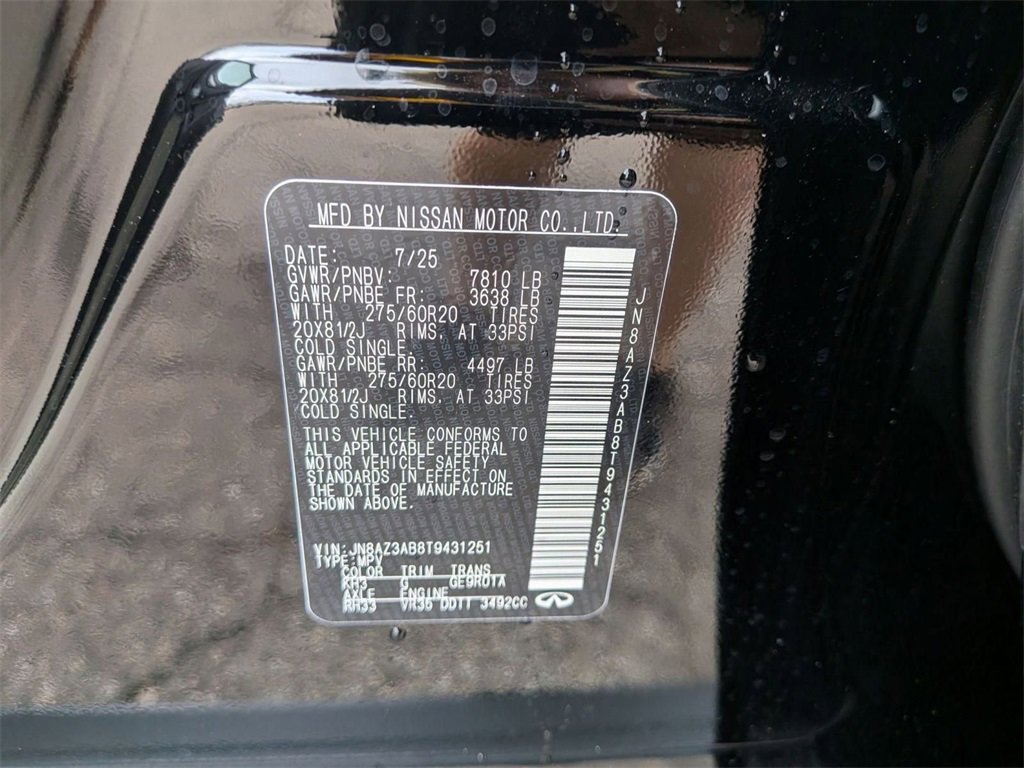 MFD BY NISSAN MOTOR CO.,LTD.
DATE: 7/25
GVWR/PNBV: 7810 LB
GAWR/PNBE FR: 3638 LB
WITH 275/60R20 TIRES
20X81/2J RIMS. AT 33PSI
COLD SINGLE.
GAWR/PNBE RR: 4497 LB
WITH 275/60R20 TIRES
20X81/2J RIMS. AT 33PSI
COLD SINGLE.
THIS VEHICLE CONFORMS TO
ALL APPLICABLE FEDERAL
MOTOR VEHICLE SAFETY
STANDARDS IN EFFECT ON
THE DATE OF MANUFACTURE
SHOWN ABOVE.
VIN:JN8AZ3AB8T9431251
TYPE:MPV
COLOR TRIM TRANS
KH3 G GE9R01A
AXLE ENGINE
RH33 VR35 DDTT 3492CC
JN8AZ3AB8T9431251